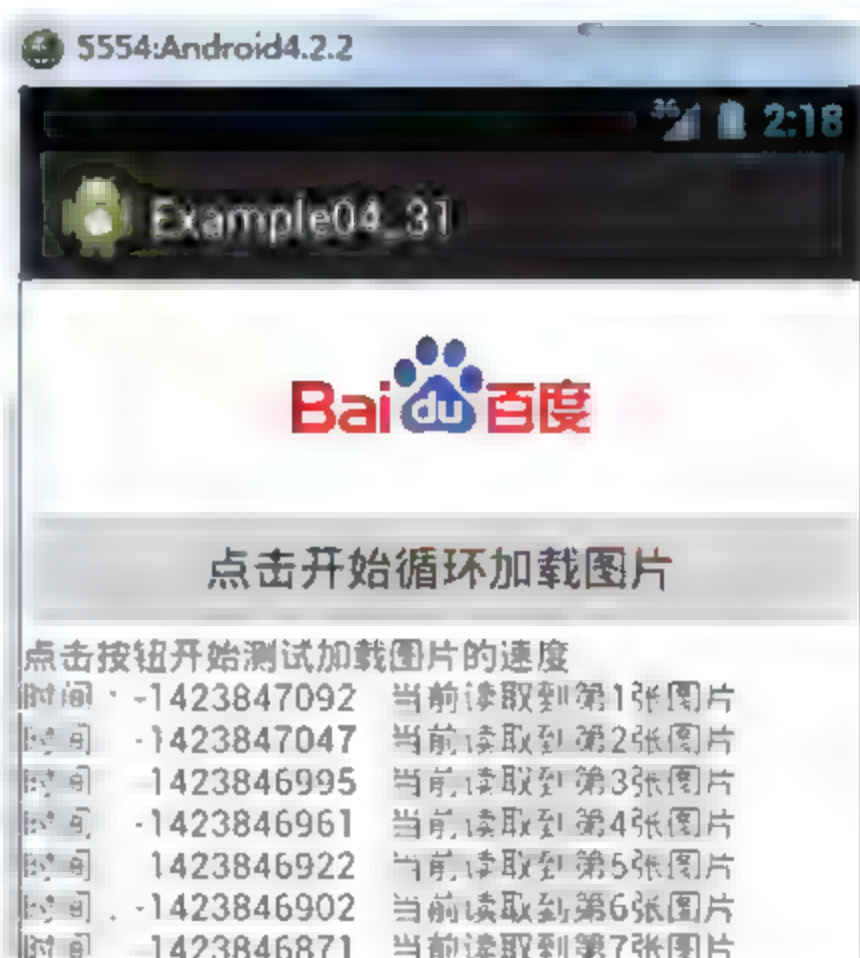 5554:Android4.2.2
3G 2:18
Example04_31
Bai du 百度
点击开始循环加载图片
点击按钮开始测试加载图片的速度
时间:-1423847092 当前读取到第1张图片
时间:-1423847047 当前读取到第2张图片
时间:-1423846995 当前读取到第3张图片
时间:-1423846961 当前读取到第4张图片
时间:-1423846922 当前读取到第5张图片
时间:-1423846902 当前读取到第6张图片
时间:-1423846871 当前读取到第7张图片